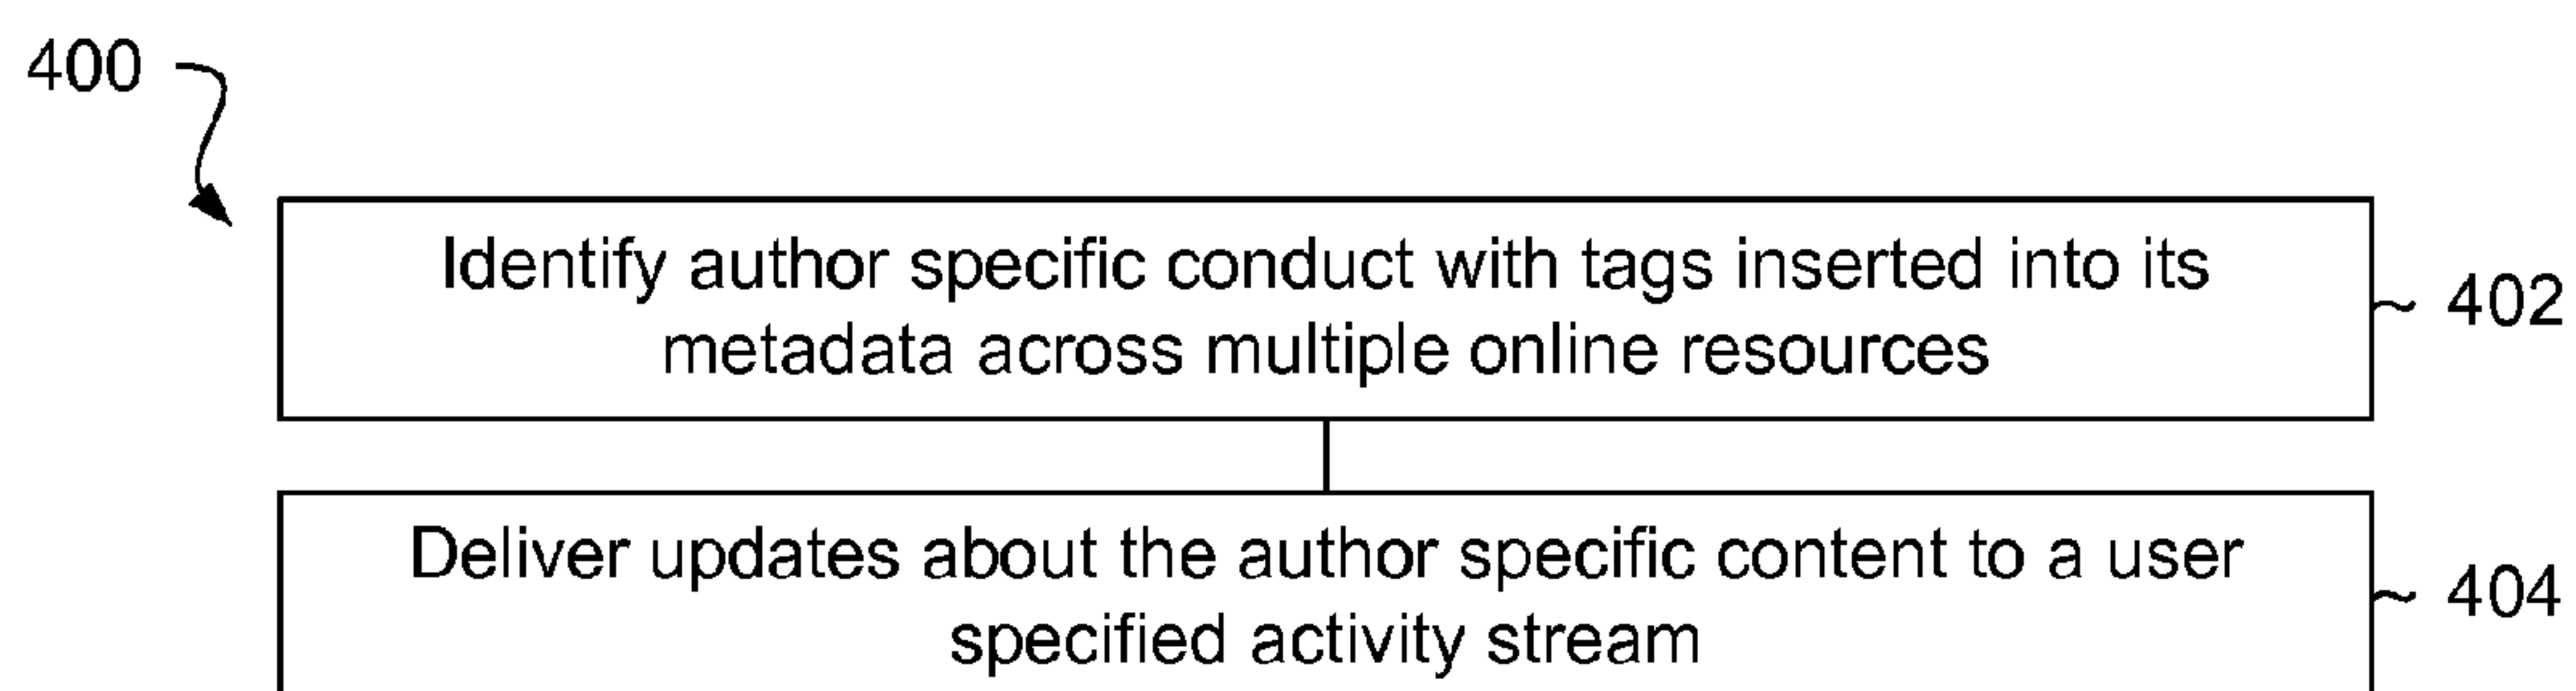 400
Identify author specific conduct with tags inserted into its
metadata across multiple online resources
402
Deliver updates about the author specific content to a user
specified activity stream
404